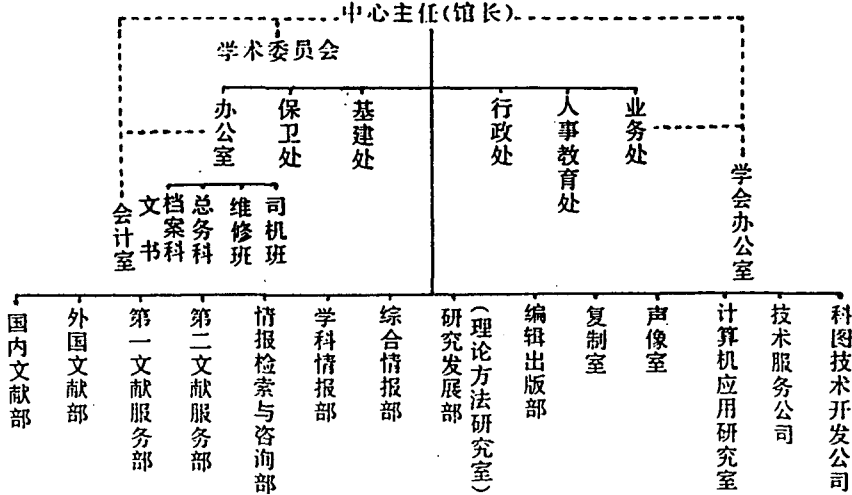 中心主任(馆长)
学术委员会
办公室
保卫处
基建处
行政处
人事教育处
业务处
学会办公室
会计室
文书
档案科
总务科
维修班
司机班
国内文献部
外国文献部
第一文献服务部
第二文献服务部
情报检索与咨询部
学科情报部
综合情报部
研究发展部
(理论方法研究室)
编辑出版部
复制室
声像室
计算机应用研究室
技术服务公司
科图技术开发公司